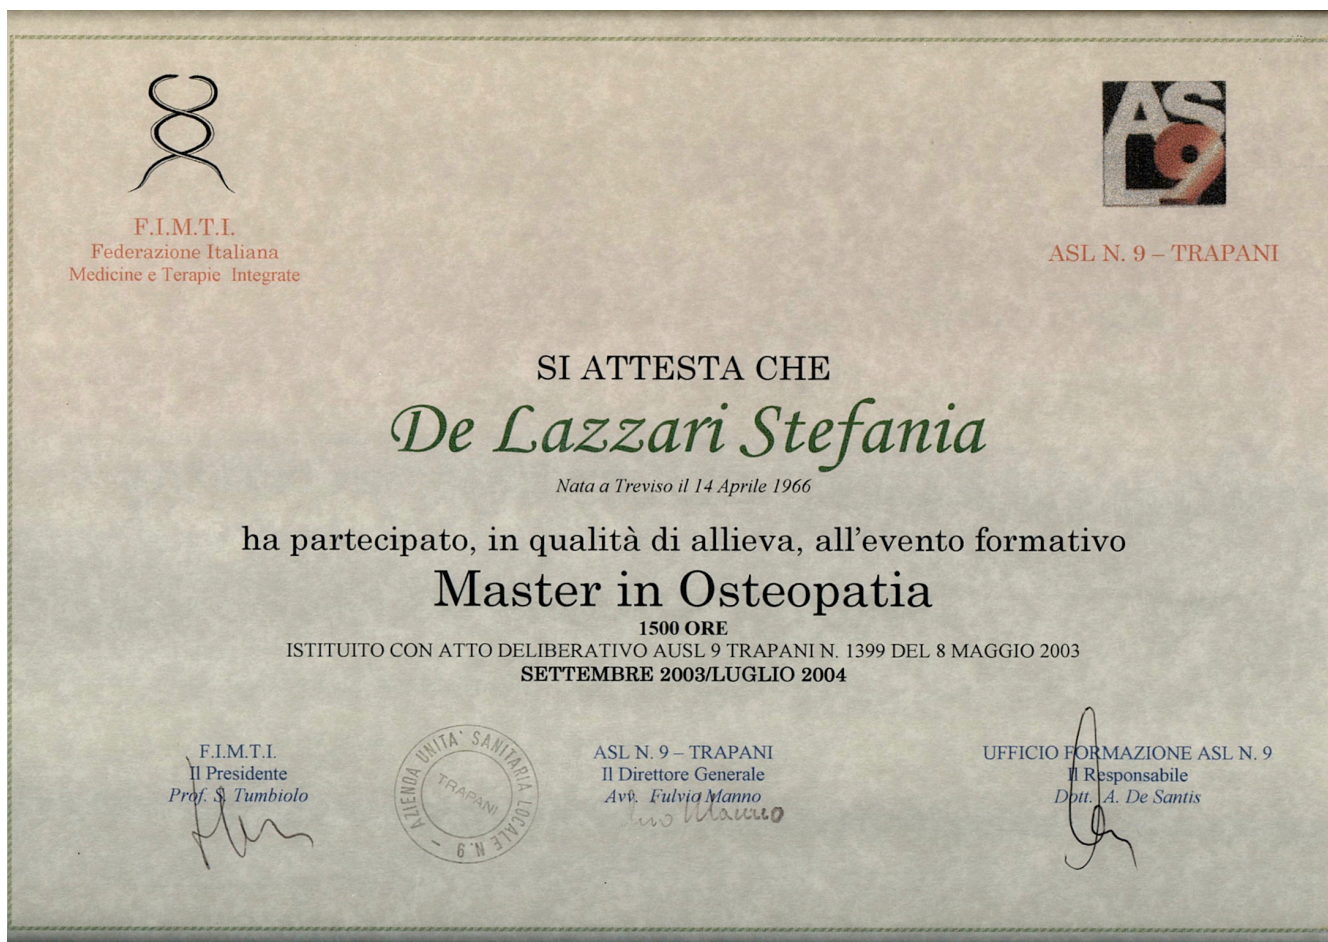 F.I.M.T.I.
Federazione Italiana
Medicine e Terapie Integrate
ASL 9
ASL N. 9 – TRAPANI
SI ATTESTA CHE
De Lazzari Stefania
Nata a Treviso il 14 Aprile 1966
ha partecipato, in qualità di allieva, all'evento formativo
Master in Osteopatia
1500 ORE
ISTITUITO CON ATTO DELIBERATIVO AUSL 9 TRAPANI N. 1399 DEL 8 MAGGIO 2003
SETTEMBRE 2003/LUGLIO 2004
F.I.M.T.I.
Il Presidente
Prof. S. Tumbiolo
AZIENDA UNITA' SANITARIA LOCALE N.9 –
TRAPANI
ASL N. 9 – TRAPANI
Il Direttore Generale
Avv. Fulvio Manno
Manno
UFFICIO FORMAZIONE ASL N. 9
Il Responsabile
Dott. A. De Santis